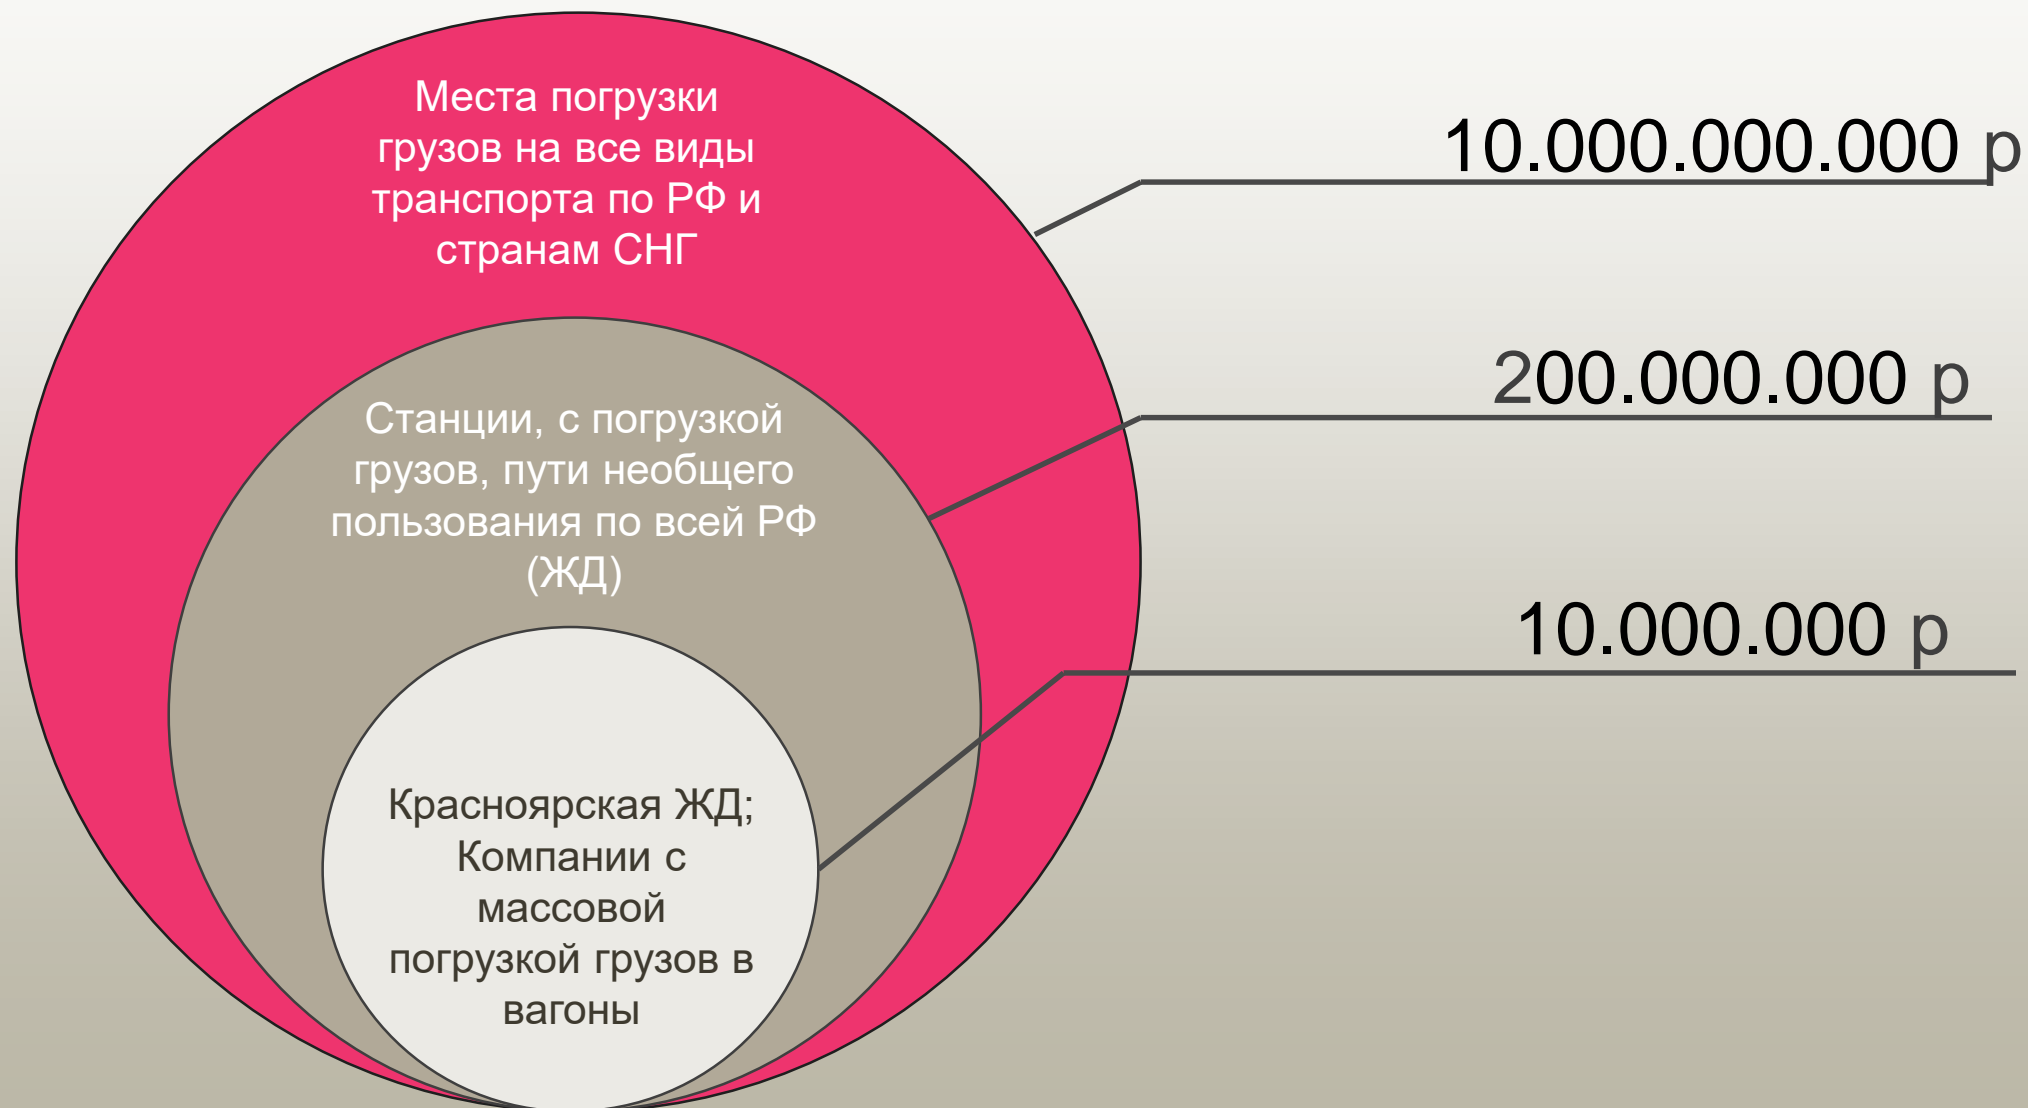 Места погрузки
грузов на все виды
транспорта по РФ и
странам СНГ
10.000.000.000 р
Станции, с погрузкой
грузов, пути необщего
пользования по всей РФ
(ЖД)
200.000.000 р
Красноярская ЖД;
Компании с
массовой
погрузкой грузов в
вагоны
10.000.000 р